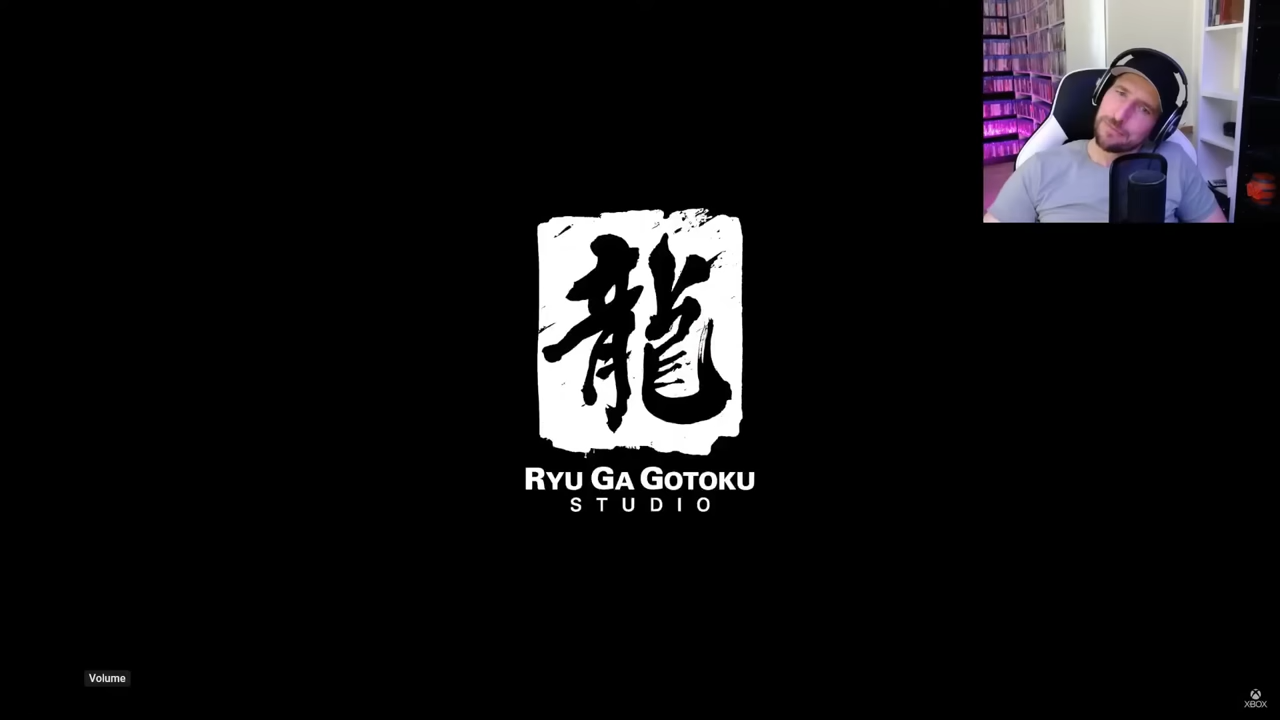 龍
RYU GA GOTOKU
STUDIO
Volume
XBOX